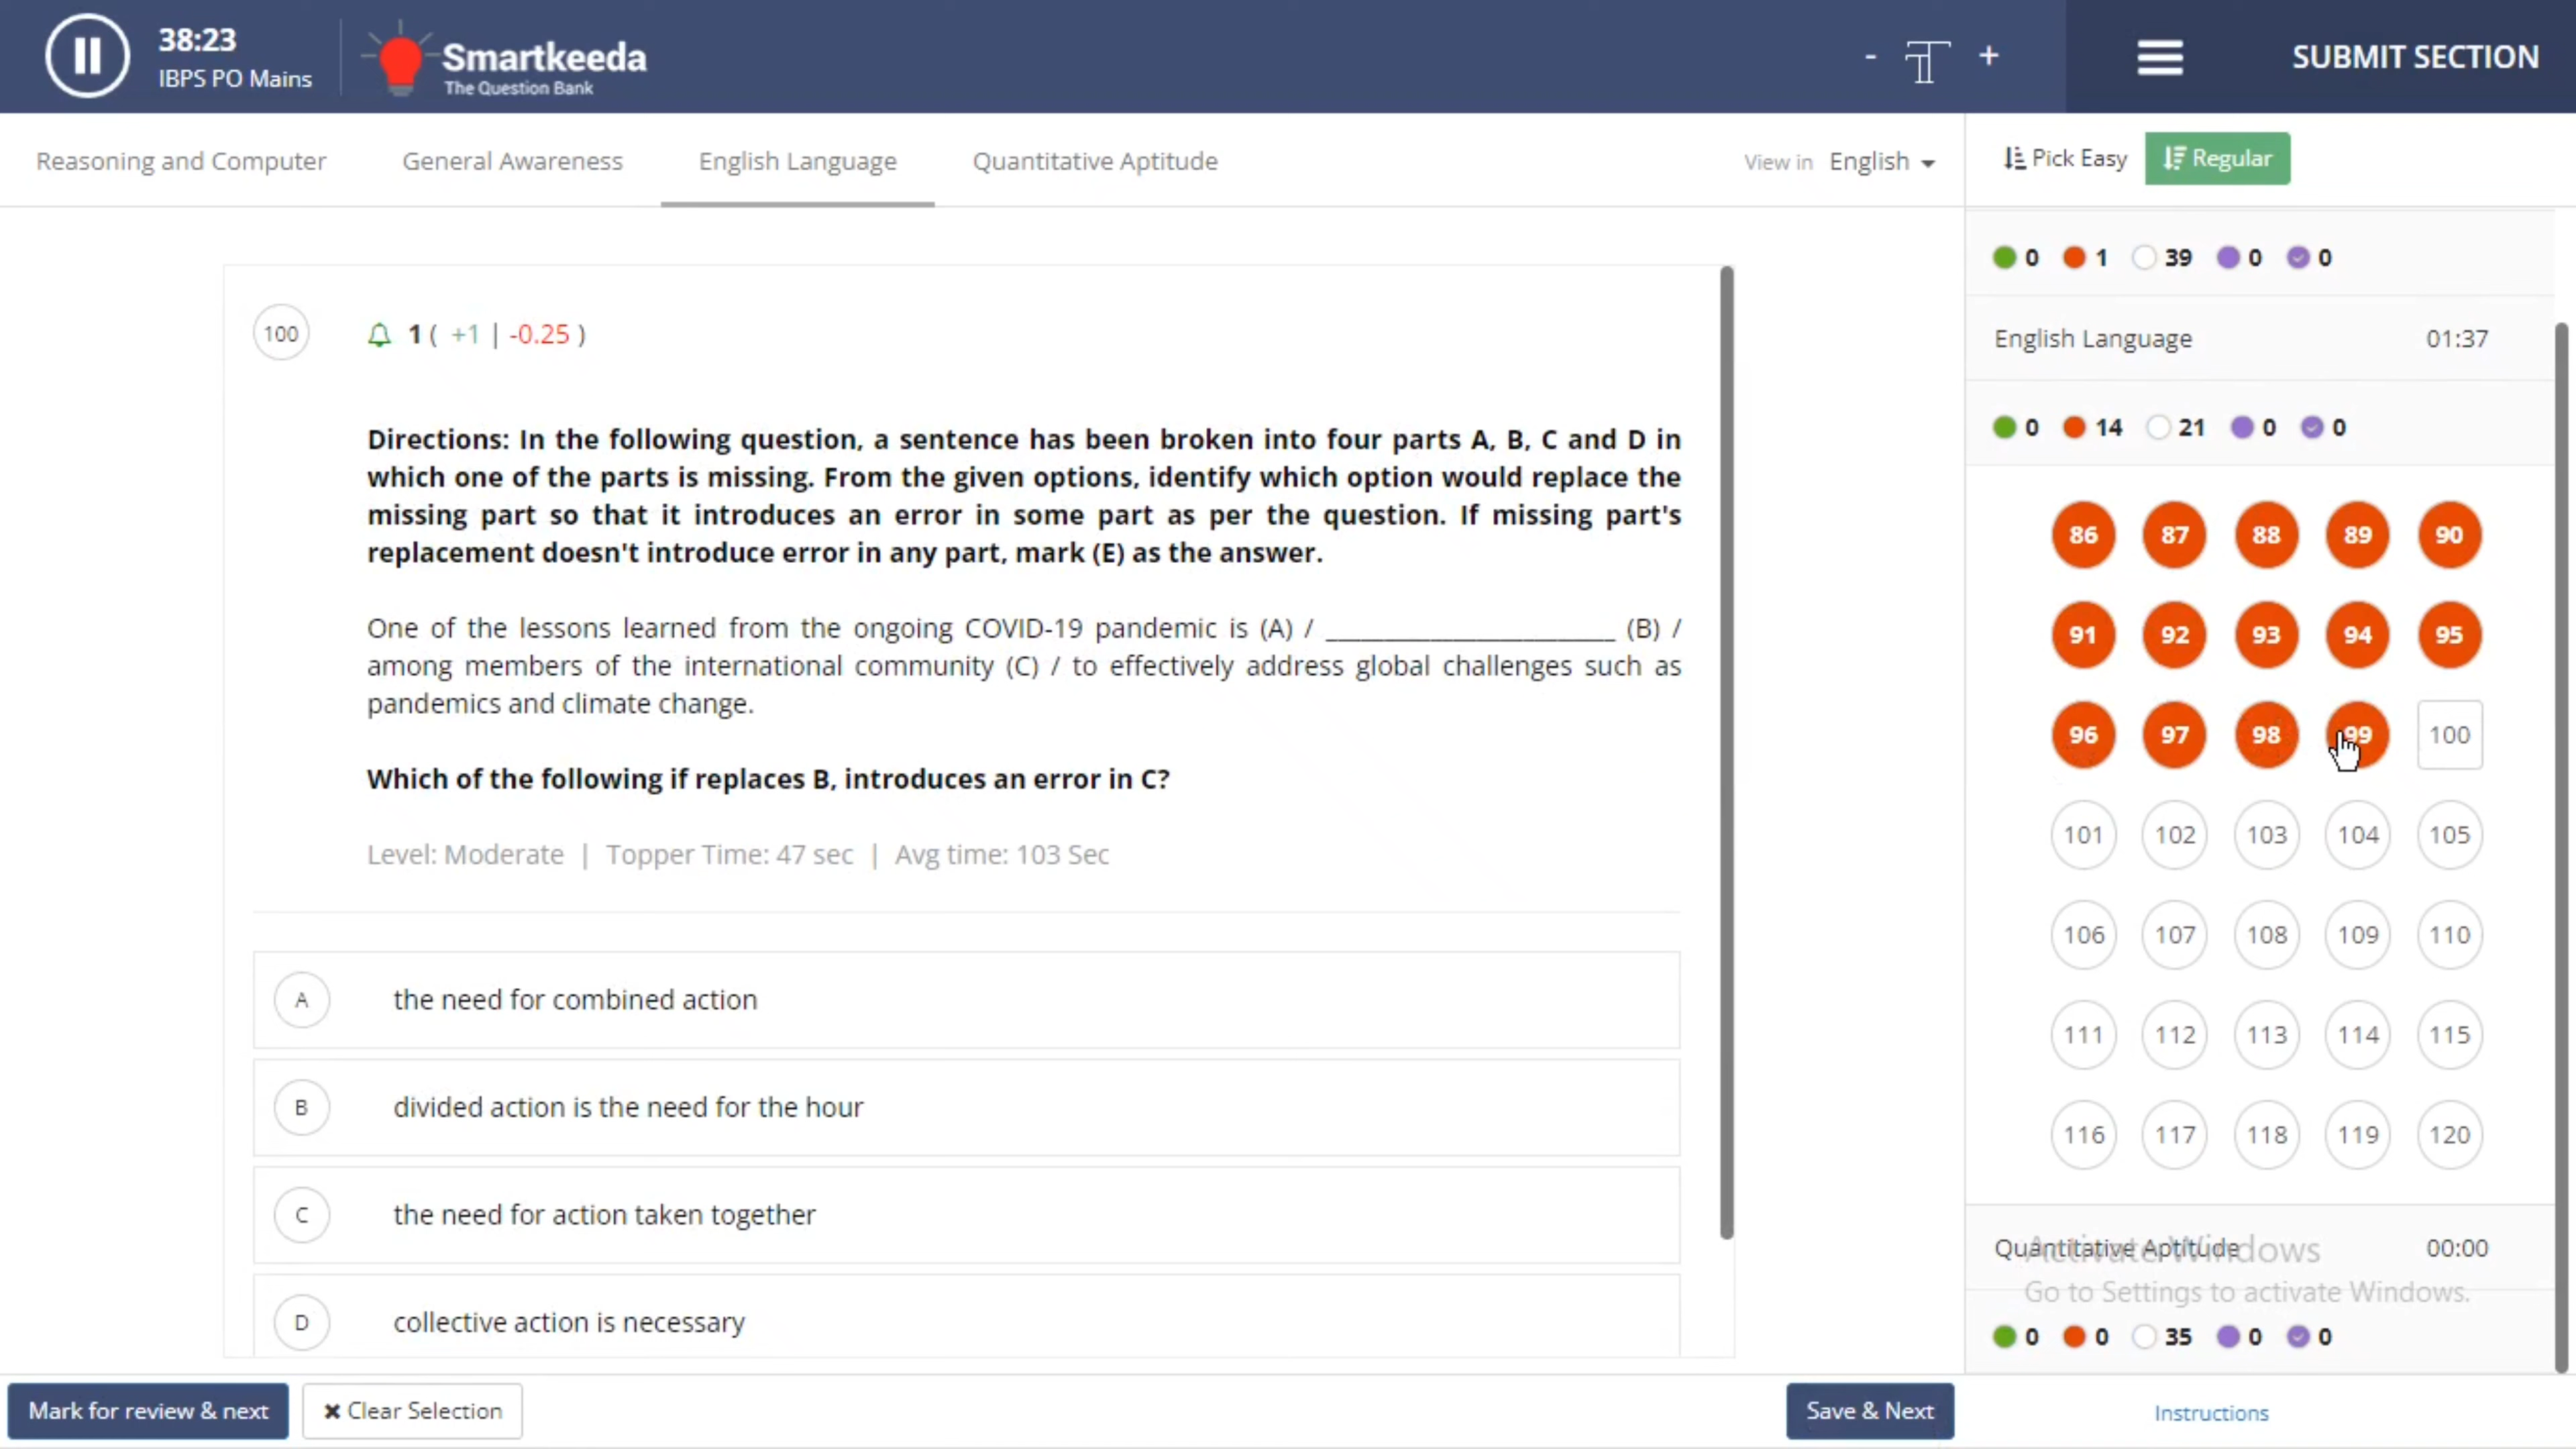 38:23
IBPS PO Mains
Smartkeeda
The Question Bank
- +
SUBMIT SECTION
Reasoning and Computer General Awareness English Language Quantitative Aptitude View in English
Pick Easy Regular
0 1 39 0 0
English Language 01:37
0 14 21 0 0
100 1 ( +1 | -0.25 )
Directions: In the following question, a sentence has been broken into four parts A, B, C and D in
which one of the parts is missing. From the given options, identify which option would replace the
missing part so that it introduces an error in some part as per the question. If missing part's
replacement doesn't introduce error in any part, mark (E) as the answer.
One of the lessons learned from the ongoing COVID-19 pandemic is (A) / ______________________ (B) /
among members of the international community (C) / to effectively address global challenges such as
pandemics and climate change.
Which of the following if replaces B, introduces an error in C?
Level: Moderate | Topper Time: 47 sec | Avg time: 103 Sec
A the need for combined action
B divided action is the need for the hour
C the need for action taken together
D collective action is necessary
86 87 88 89 90
91 92 93 94 95
96 97 98 99 100
101 102 103 104 105
106 107 108 109 110
111 112 113 114 115
116 117 118 119 120
Quantitative Aptitude 00:00
Activate Windows
Go to Settings to activate Windows.
0 0 35 0 0
Mark for review & next Clear Selection Save & Next Instructions